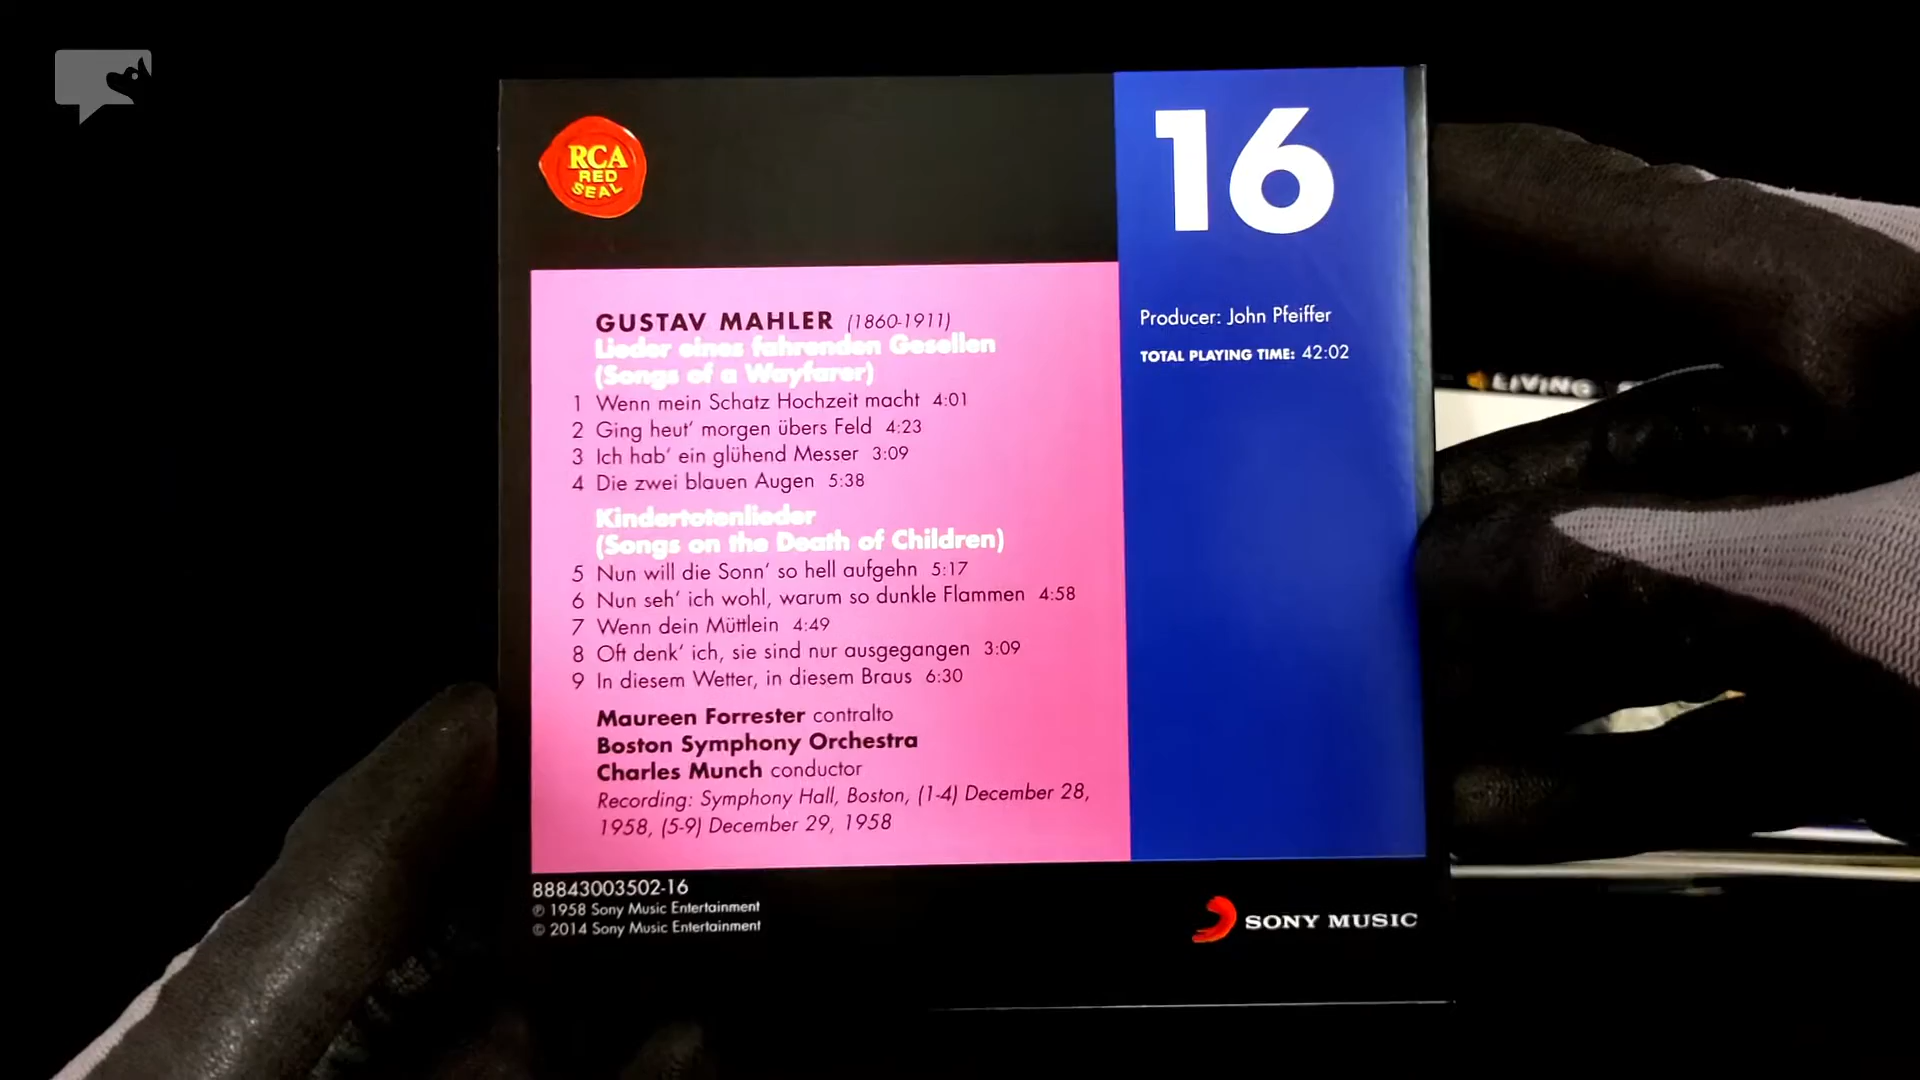 RCA
RED
SEAL
16
GUSTAV MAHLER (1860-1911)
Lieder eines fahrenden Gesellen
(Songs of a Wayfarer)
1 Wenn mein Schatz Hochzeit macht 4:01
2 Ging heut' morgen übers Feld 4:23
3 Ich hab' ein glühend Messer 3:09
4 Die zwei blauen Augen 5:38
Kindertotenlieder
(Songs on the Death of Children)
5 Nun will die Sonn' so hell aufgehn 5:17
6 Nun seh' ich wohl, warum so dunkle Flammen 4:58
7 Wenn dein Müttlein 4:49
8 Oft denk' ich, sie sind nur ausgegangen 3:09
9 In diesem Wetter, in diesem Braus 6:30
Maureen Forrester contralto
Boston Symphony Orchestra
Charles Munch conductor
Recording: Symphony Hall, Boston, (1-4) December 28,
1958, (5-9) December 29, 1958
Producer: John Pfeiffer
TOTAL PLAYING TIME: 42:02
LIVING
88843003502-16
℗ 1958 Sony Music Entertainment
© 2014 Sony Music Entertainment
SONY MUSIC